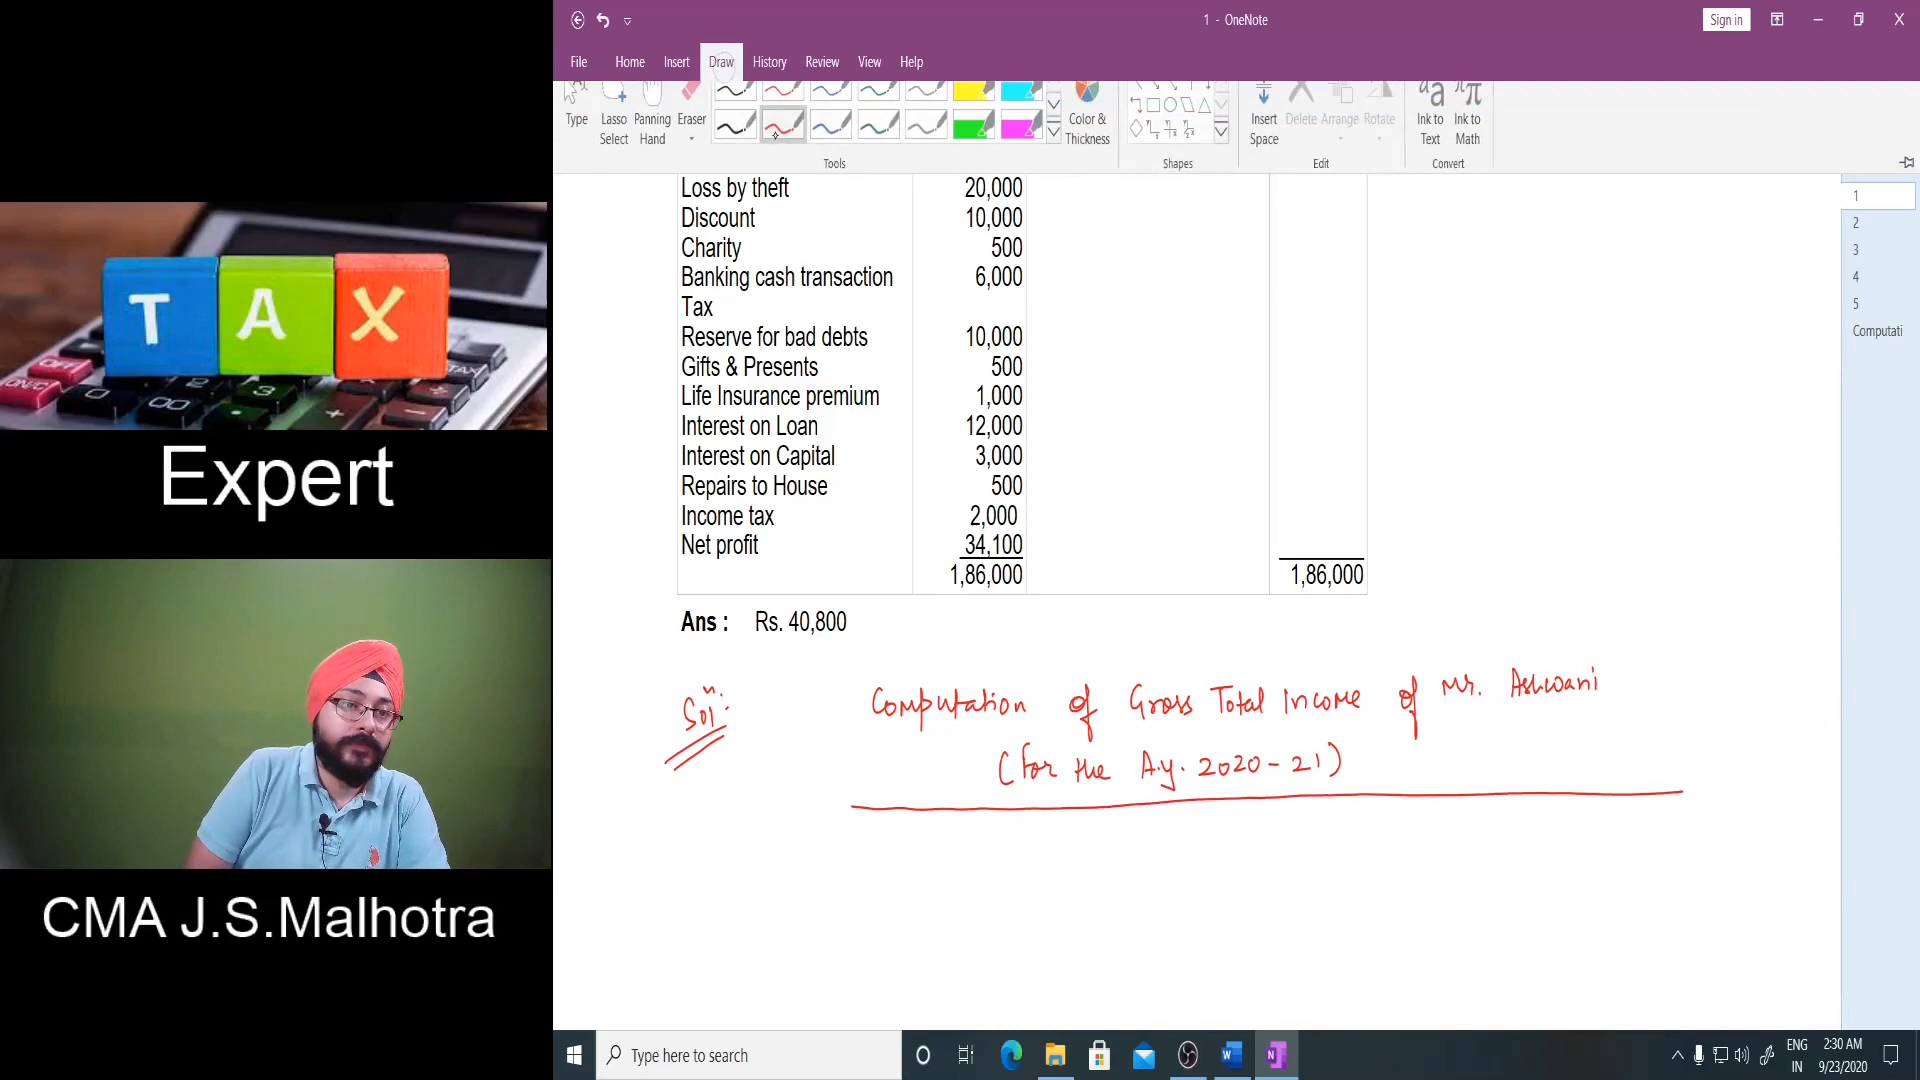 1 - OneNote
Sign in
File Home Insert Draw History Review View Help
Type
Lasso Select
Panning Hand
Eraser
Color & Thickness
Insert Space
Delete Arrange Rotate
Ink to Text
Ink to Math
Tools
Shapes
Edit
Convert
T A X
Expert
CMA J.S.Malhotra
Loss by theft 20,000
Discount 10,000
Charity 500
Banking cash transaction 6,000
Tax
Reserve for bad debts 10,000
Gifts & Presents 500
Life Insurance premium 1,000
Interest on Loan 12,000
Interest on Capital 3,000
Repairs to House 500
Income tax 2,000
Net profit 34,100
1,86,000 1,86,000
Ans : Rs. 40,800
Soln: Computation of Gross Total Income of Mr. Ashwani
(For the A.y. 2020-21)
1
2
3
4
5
Computati
Type here to search
ENG
IN
2:30 AM
9/23/2020